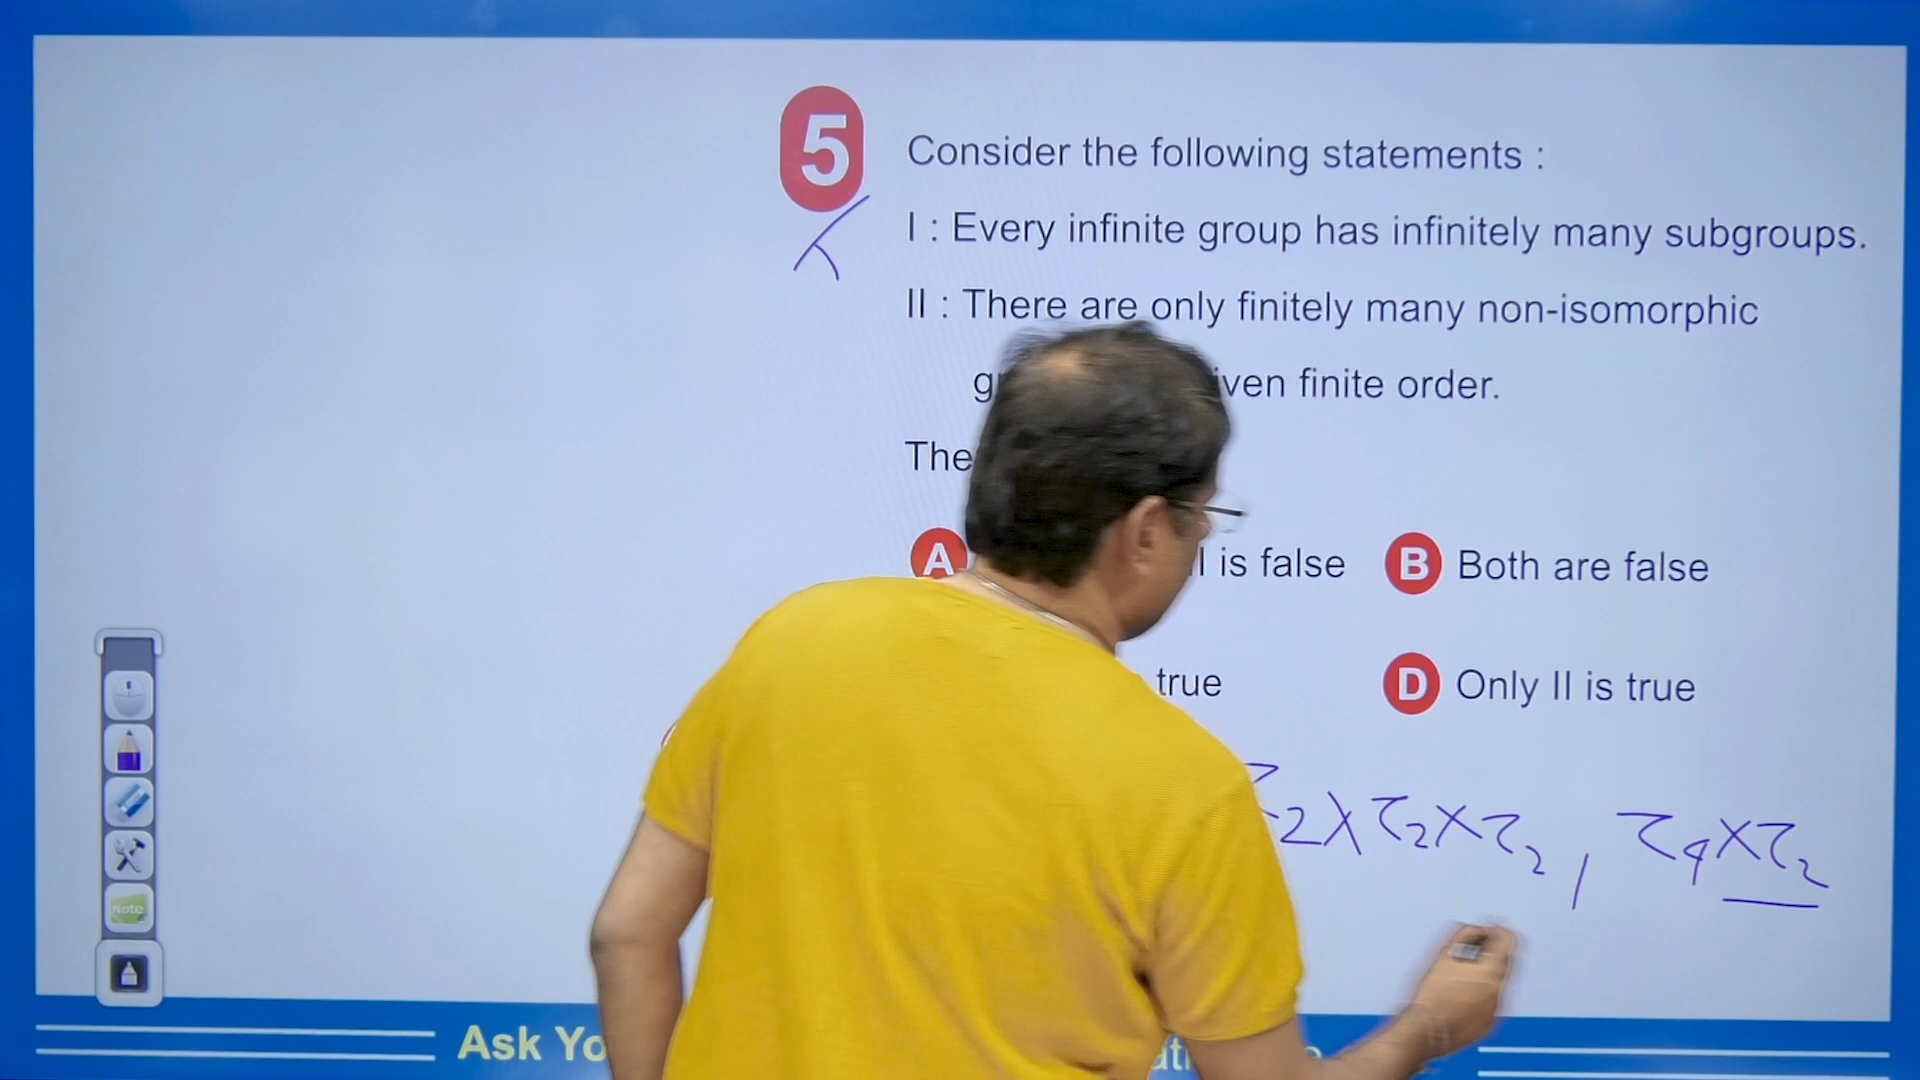 5
Consider the following statements :
I : Every infinite group has infinitely many subgroups.
II : There are only finitely many non-isomorphic
iven finite order.
The
A
is false
B Both are false
true
D Only II is true
2 X Z2 X Z2 , Z4 X Z2
Note
Ask Yo